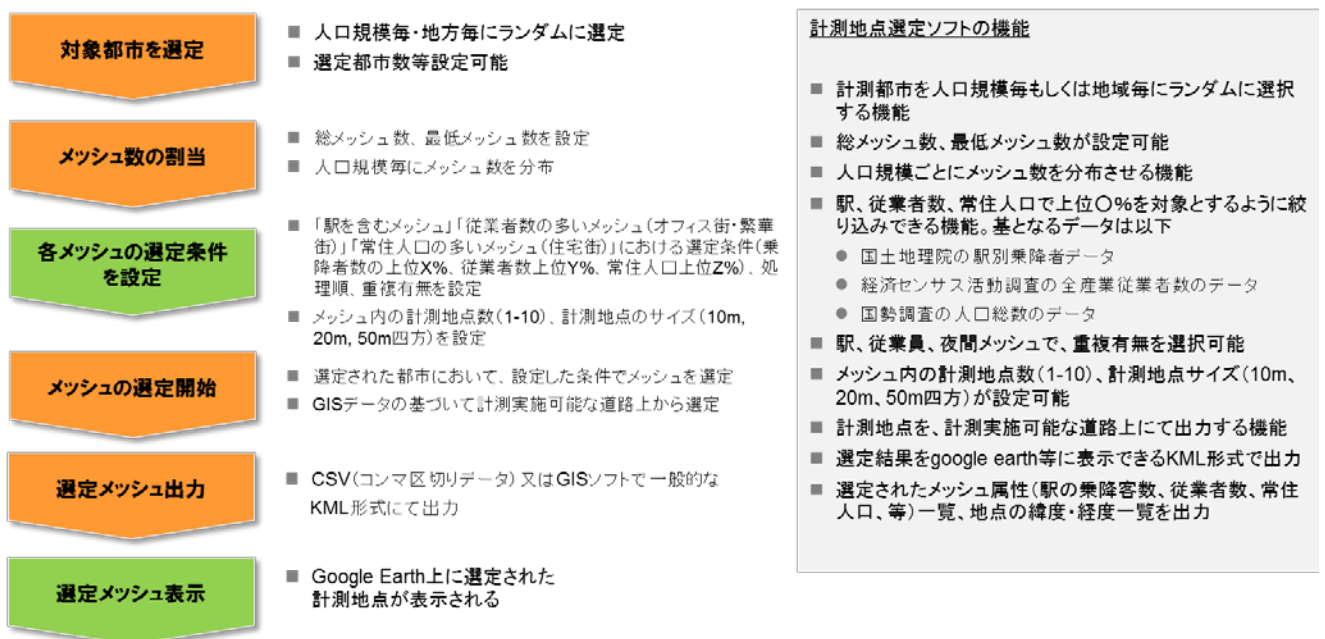 対象都市を選定
■ 人口規模毎・地方毎にランダムに選定
■ 選定都市数等設定可能
メッシュ数の割当
■ 総メッシュ数、最低メッシュ数を設定
■ 人口規模毎にメッシュ数を分布
各メッシュの選定条件
を設定
■ 「駅を含むメッシュ」「従業者数の多いメッシュ(オフィス街・繁華
街)」「常住人口の多いメッシュ(住宅街)」における選定条件(乗
降者数の上位X%、従業者数上位Y%、常住人口上位Z%)、処
理順、重複有無を設定
■ メッシュ内の計測地点数(1-10)、計測地点のサイズ(10m,
20m, 50m四方)を設定
メッシュの選定開始
■ 選定された都市において、設定した条件でメッシュを選定
■ GISデータの基づいて計測実施可能な道路上から選定
選定メッシュ出力
■ CSV(コンマ区切りデータ)又はGISソフトで一般的な
KML形式にて出力
選定メッシュ表示
■ Google Earth上に選定された
計測地点が表示される
計測地点選定ソフトの機能
■ 計測都市を人口規模毎もしくは地域毎にランダムに選択
する機能
■ 総メッシュ数、最低メッシュ数が設定可能
■ 人口規模ごとにメッシュ数を分布させる機能
■ 駅、従業者数、常住人口で上位〇%を対象とするように絞
り込みできる機能。基となるデータは以下
● 国土地理院の駅別乗降者データ
● 経済センサス活動調査の全産業従業者数のデータ
● 国勢調査の人口総数のデータ
■ 駅、従業員、夜間メッシュで、重複有無を選択可能
■ メッシュ内の計測地点数(1-10)、計測地点サイズ(10m、
20m、50m四方)が設定可能
■ 計測地点を、計測実施可能な道路上にて出力する機能
■ 選定結果をgoogle earth等に表示できるKML形式で出力
■ 選定されたメッシュ属性(駅の乗降客数、従業者数、常住
人口、等)一覧、地点の緯度・経度一覧を出力